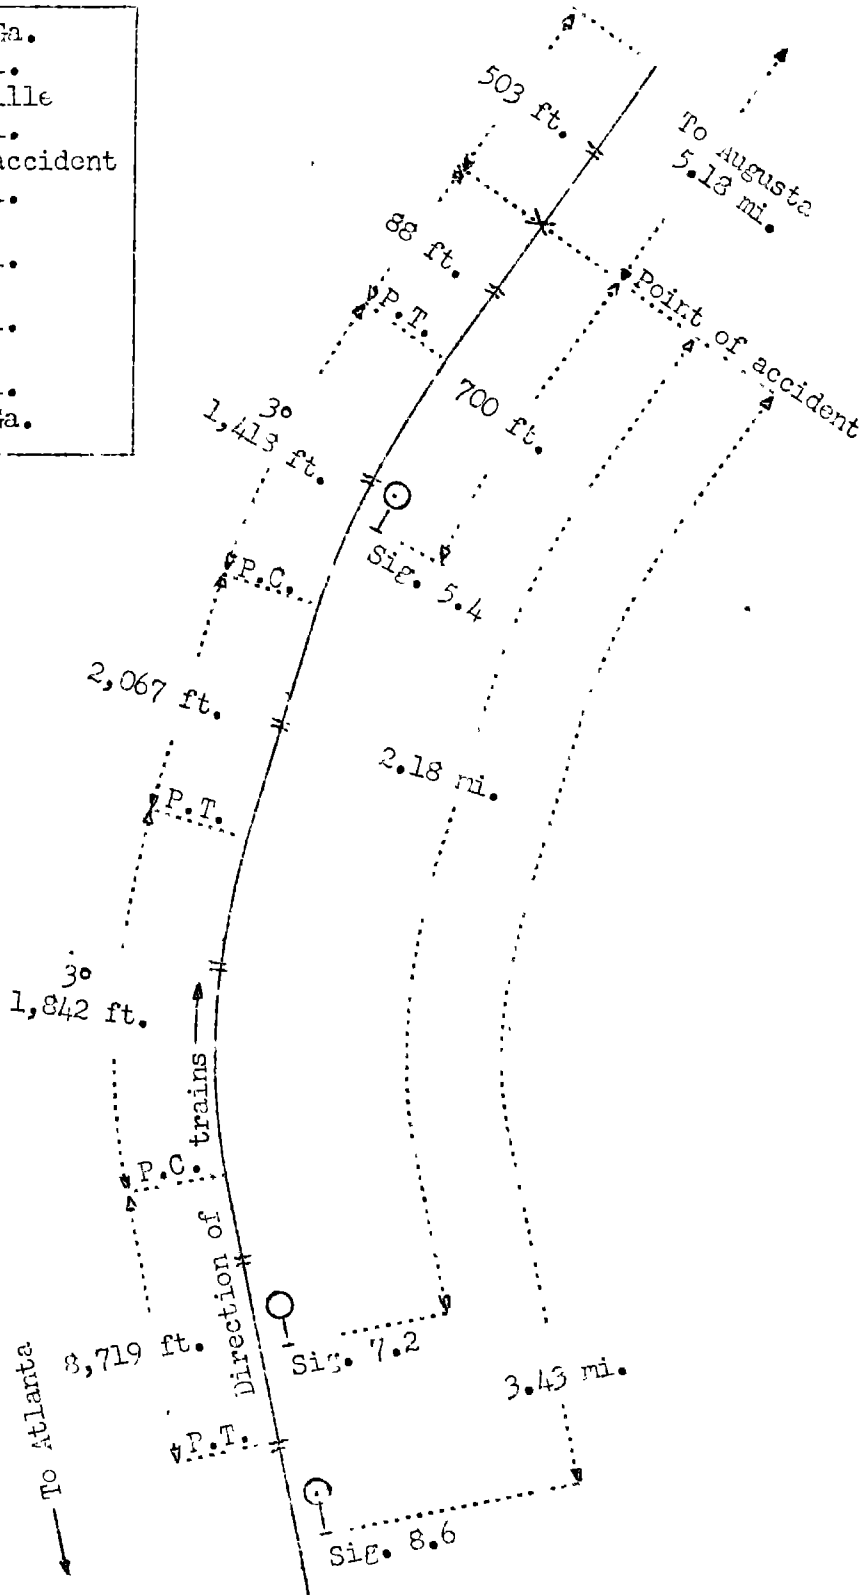 Ga.
lle
accident
Ga.
503 ft.
To Augusta
5.18 mi.
88 ft.
P.T.
Point of accident
3°
1,413 ft.
700 ft.
Sig. 5.4
P.C.
2,067 ft.
2.18 mi.
P.T.
3°
1,842 ft.
Direction of trains
P.C.
8,719 ft.
Sig. 7.2
3.43 mi.
To Atlanta
P.T.
Sig. 8.6